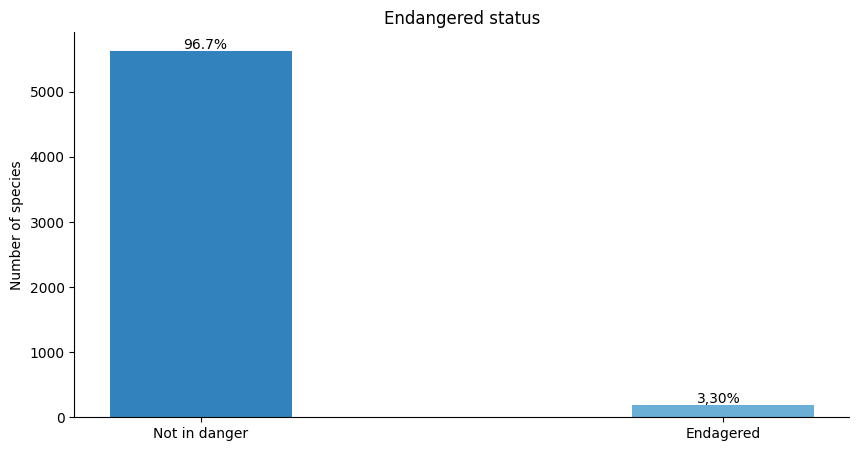 Endangered status
96.7%
5000
4000
3000
2000
1000
0
Number of species
3,30%
Not in danger
Endagered